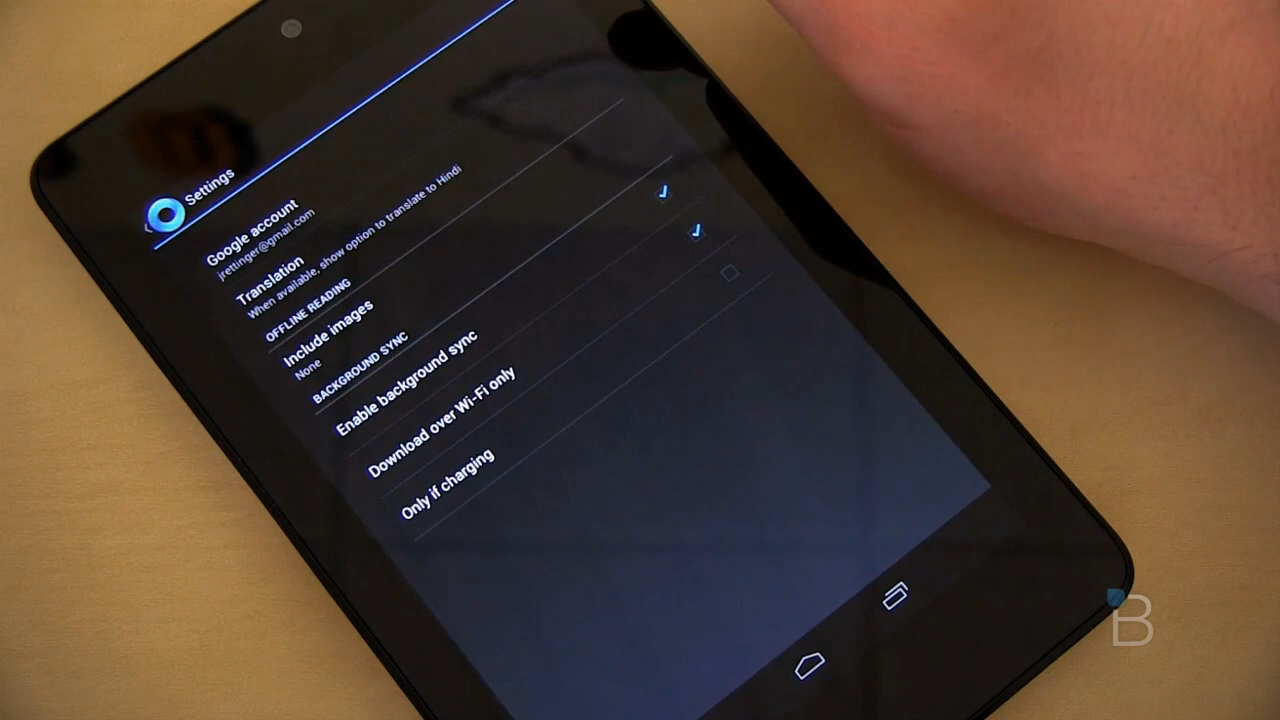 Settings
Google account
jrettinger@gmail.com
Translation
When available, show option to translate to Hindi
OFFLINE READING
Include images
None
BACKGROUND SYNC
Enable background sync
Download over Wi-Fi only
Only if charging
B